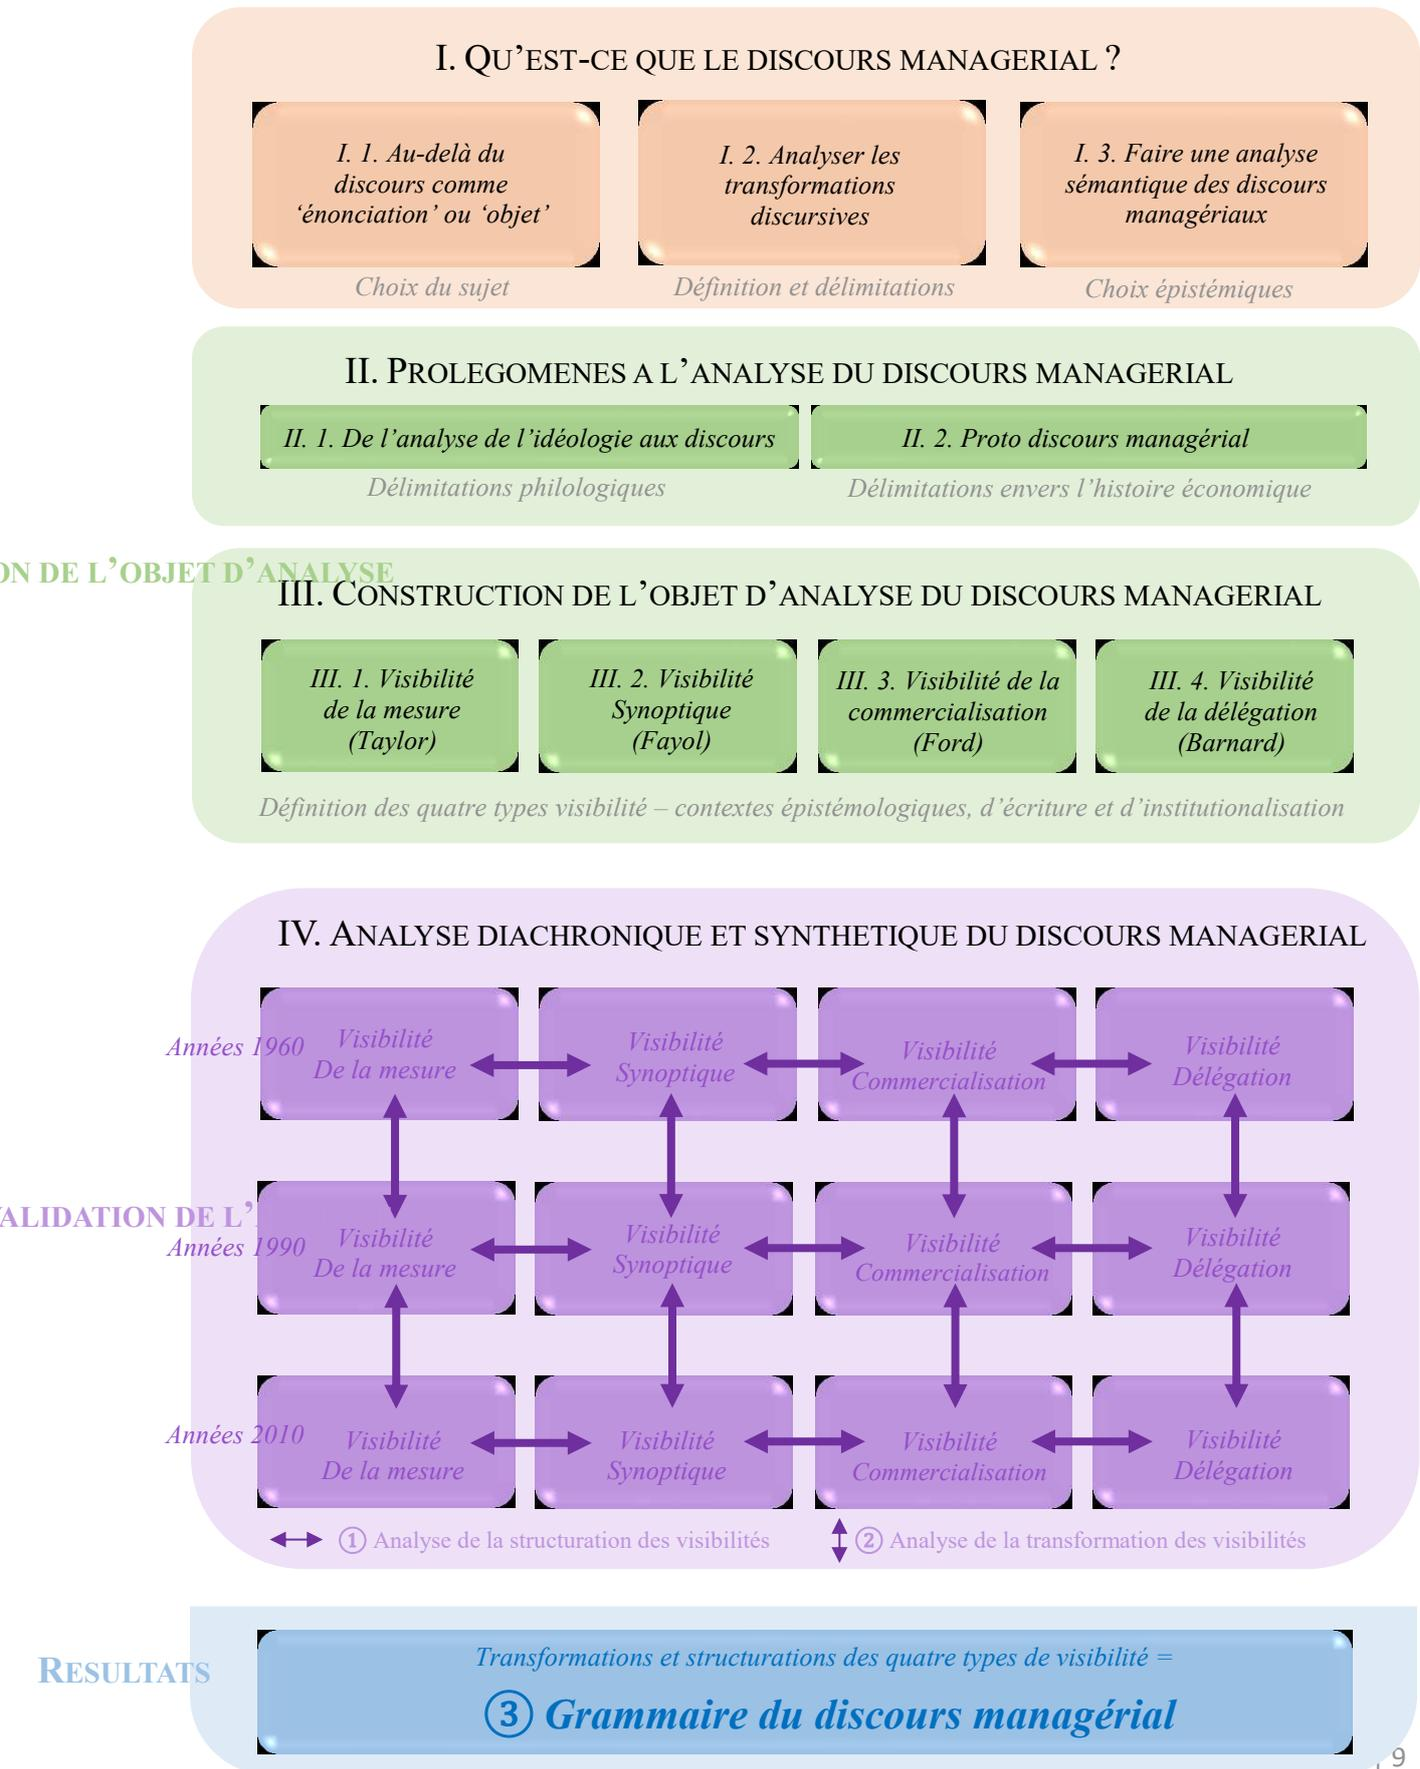 I. QU’EST-CE QUE LE DISCOURS MANAGERIAL ?
I. 1. Au-delà du
discours comme
‘énonciation’ ou ‘objet’
I. 2. Analyser les
transformations
discursives
I. 3. Faire une analyse
sémantique des discours
managériaux
Choix du sujet
Définition et délimitations
Choix épistémiques
II. PROLEGOMENES A L’ANALYSE DU DISCOURS MANAGERIAL
II. 1. De l’analyse de l’idéologie aux discours
II. 2. Proto discours managérial
Délimitations philologiques
Délimitations envers l’histoire économique
DE L’OBJET D’ANALYSE
III. CONSTRUCTION DE L’OBJET D’ANALYSE DU DISCOURS MANAGERIAL
III. 1. Visibilité
de la mesure
(Taylor)
III. 2. Visibilité
Synoptique
(Fayol)
III. 3. Visibilité de la
commercialisation
(Ford)
III. 4. Visibilité
de la délégation
(Barnard)
Définition des quatre types visibilité – contextes épistémologiques, d’écriture et d’institutionalisation
IV. ANALYSE DIACHRONIQUE ET SYNTHETIQUE DU DISCOURS MANAGERIAL
Années 1960
Visibilité
De la mesure
Visibilité
Synoptique
Visibilité
Commercialisation
Visibilité
Délégation
ALIDATION DE L’
Années 1990
Visibilité
De la mesure
Visibilité
Synoptique
Visibilité
Commercialisation
Visibilité
Délégation
Années 2010
Visibilité
De la mesure
Visibilité
Synoptique
Visibilité
Commercialisation
Visibilité
Délégation
① Analyse de la structuration des visibilités
② Analyse de la transformation des visibilités
RESULTATS
Transformations et structurations des quatre types de visibilité =
③ Grammaire du discours managérial
| 9